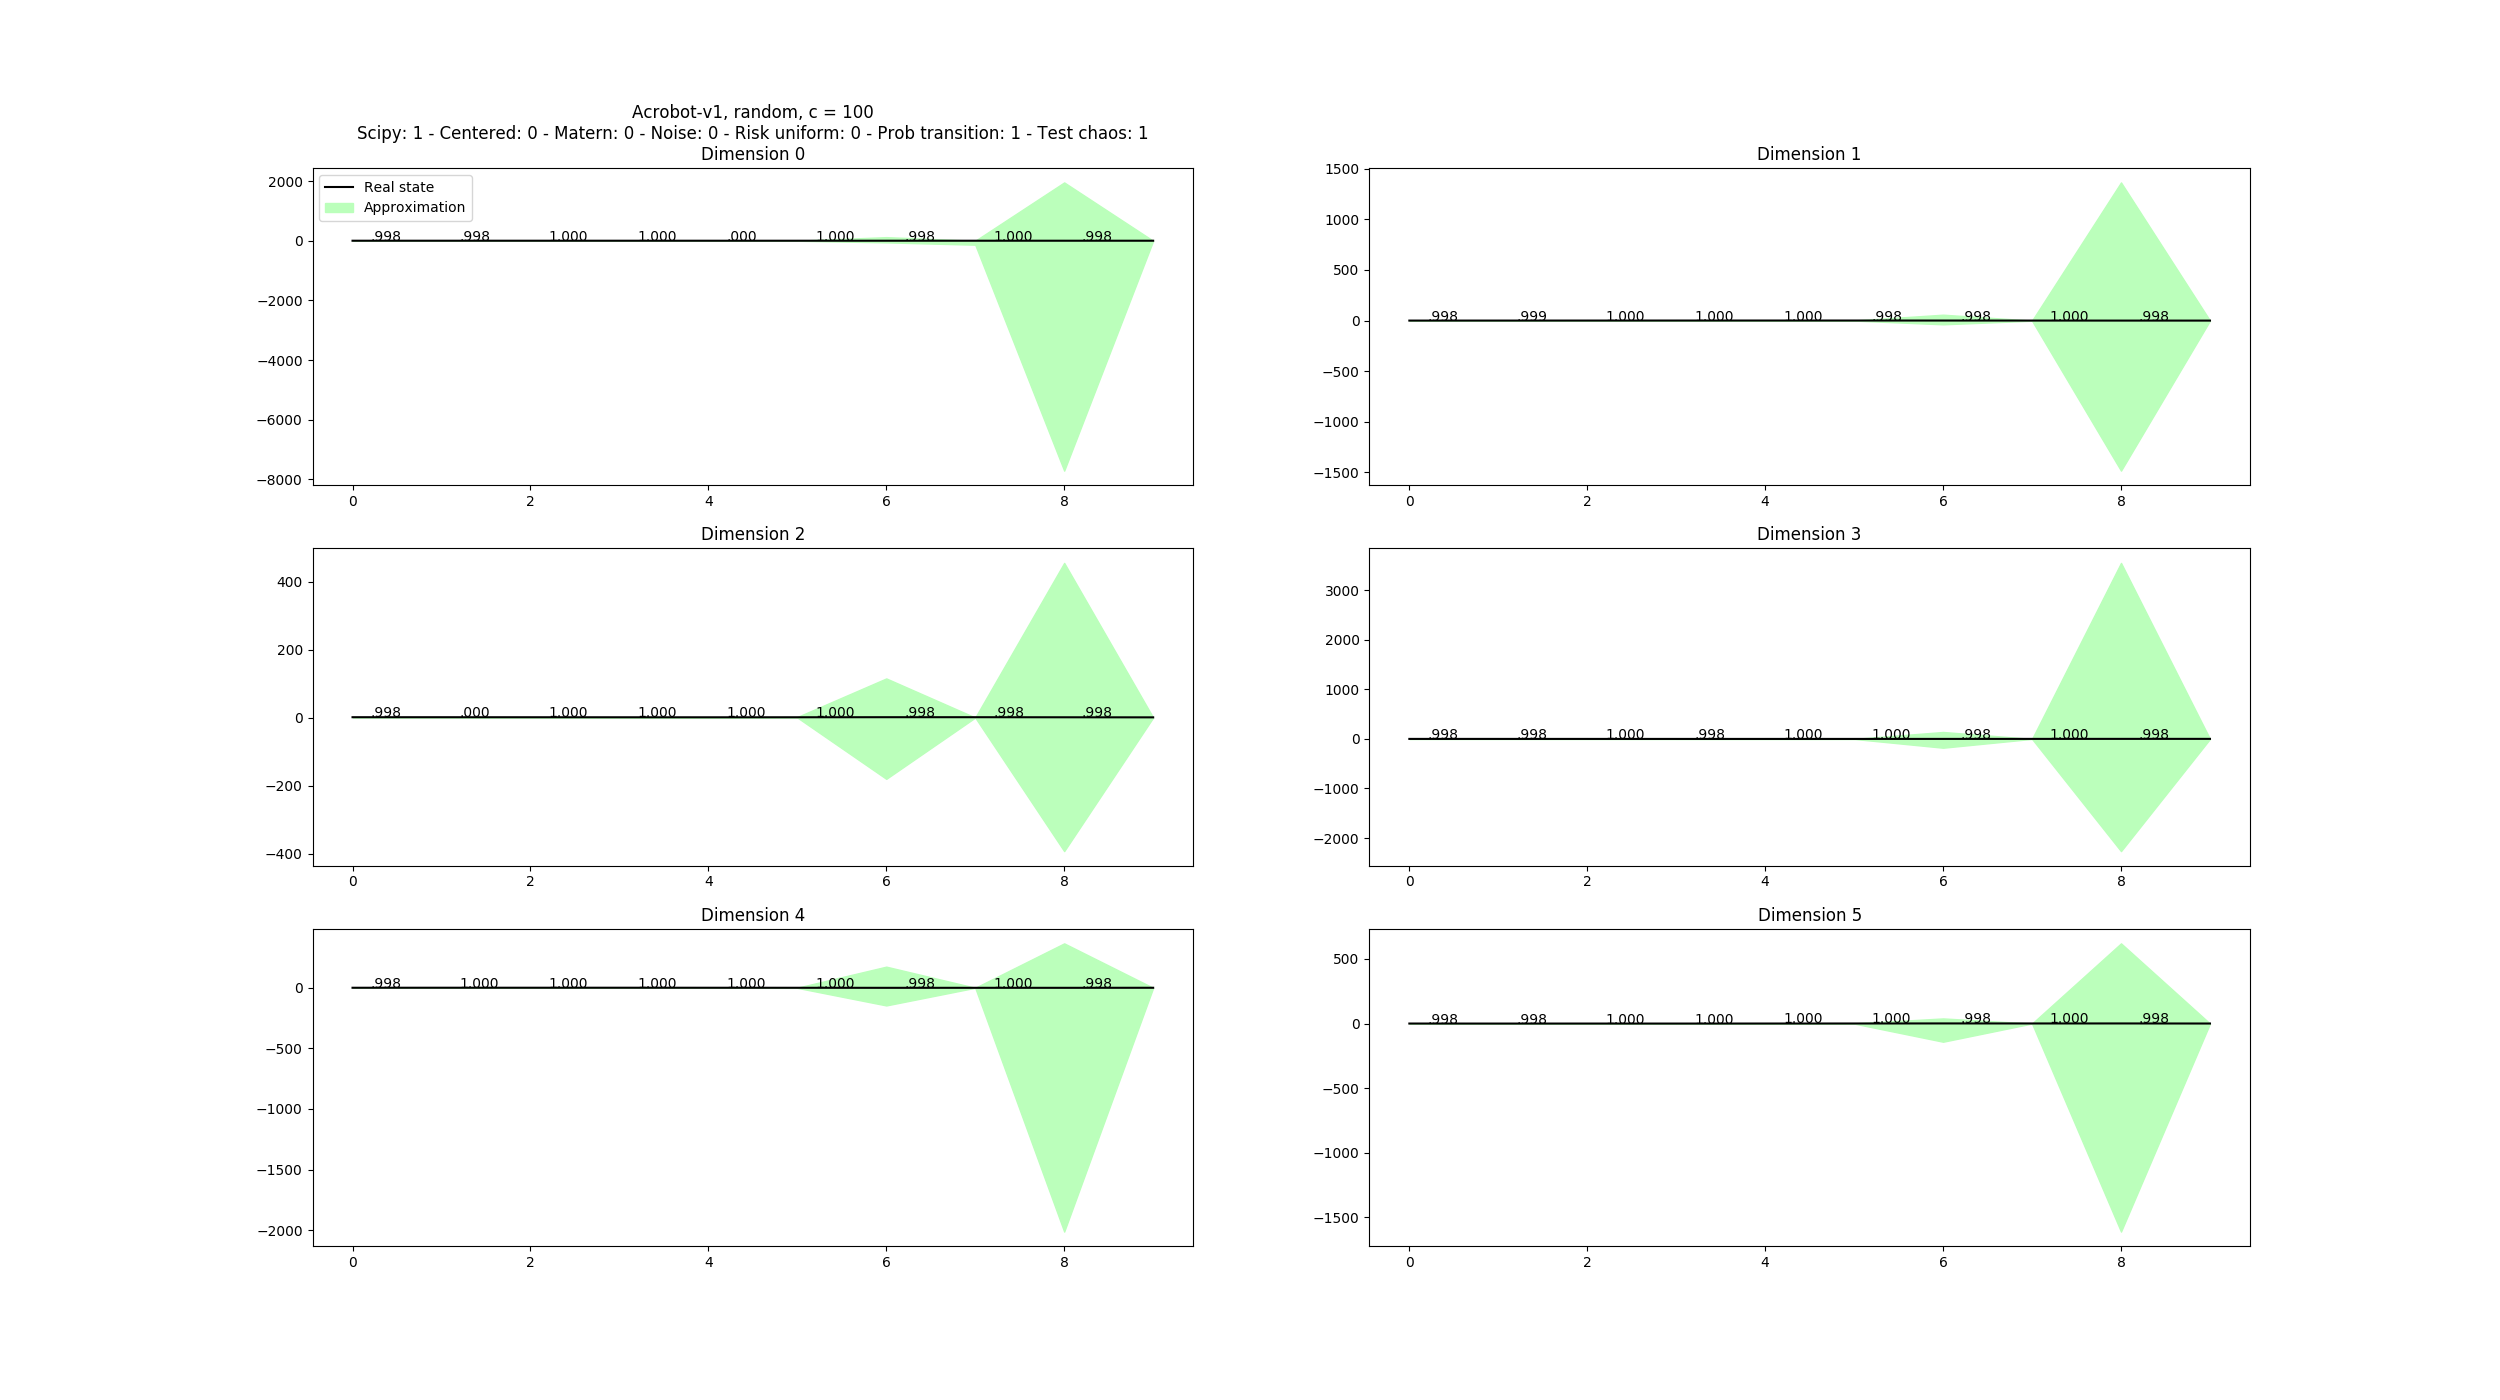 Acrobot-v1, random, c = 100
Scipy: 1 - Centered: 0 - Matern: 0 - Noise: 0 - Risk uniform: 0 - Prob transition: 1 - Test chaos: 1
Dimension 0
Real state
Approximation
2000
0
−2000
−4000
−6000
−8000
.998 .998 1.000 1.000 .000 1.000 .998 1.000 .998
0 2 4 6 8
Dimension 1
1500
1000
500
0
−500
−1000
−1500
.998 .999 1.000 1.000 1.000 .998 .998 1.000 .998
0 2 4 6 8
Dimension 2
400
200
0
−200
−400
.998 .000 1.000 1.000 1.000 1.000 .998 .998 .998
0 2 4 6 8
Dimension 3
3000
2000
1000
0
−1000
−2000
.998 .998 1.000 .998 1.000 1.000 .998 1.000 .998
0 2 4 6 8
Dimension 4
0
−500
−1000
−1500
−2000
.998 1.000 1.000 1.000 1.000 1.000 .998 1.000 .998
0 2 4 6 8
Dimension 5
500
0
−500
−1000
−1500
.998 .998 1.000 1.000 1.000 1.000 .998 1.000 .998
0 2 4 6 8